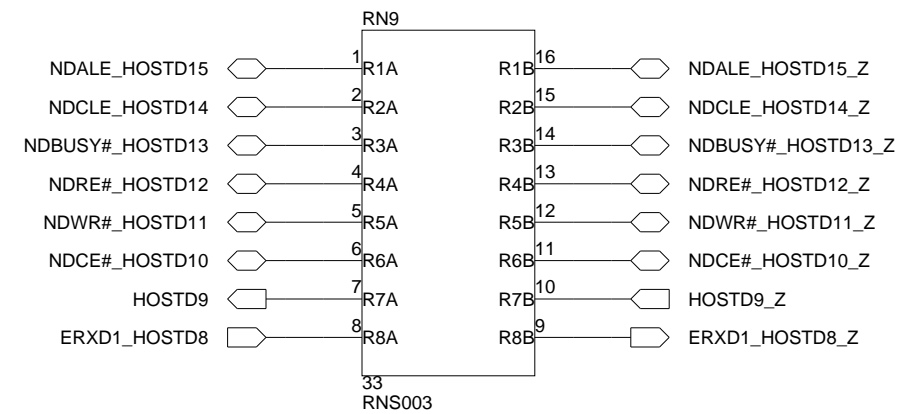 RN9
NDALE_HOSTD15 1 R1A R1B 16 NDALE_HOSTD15_Z
NDCLE_HOSTD14 2 R2A R2B 15 NDCLE_HOSTD14_Z
NDBUSY#_HOSTD13 3 R3A R3B 14 NDBUSY#_HOSTD13_Z
NDRE#_HOSTD12 4 R4A R4B 13 NDRE#_HOSTD12_Z
NDWR#_HOSTD11 5 R5A R5B 12 NDWR#_HOSTD11_Z
NDCE#_HOSTD10 6 R6A R6B 11 NDCE#_HOSTD10_Z
HOSTD9 7 R7A R7B 10 HOSTD9_Z
ERXD1_HOSTD8 8 R8A R8B 9 ERXD1_HOSTD8_Z
33
RNS003